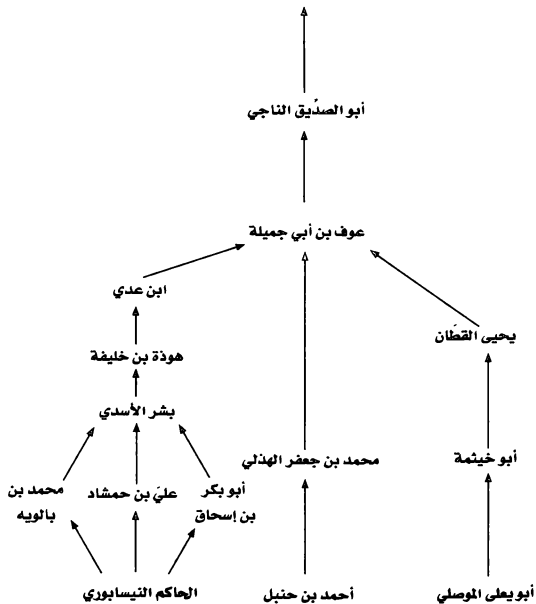 أبو الصدِّيق الناجي
عوف بن أبي جميلة
ابن عدي
يحيى القطَّان
هوذة بن خليفة
بشر الأسدي
محمد بن جعفر الهذلي
أبو خيثمة
أبو بكر
بن إسحاق
عليّ بن حمشاد
محمد بن
بالويه
أبو يعلى الموصلي
أحمد بن حنبل
الحاكم النيسابوري